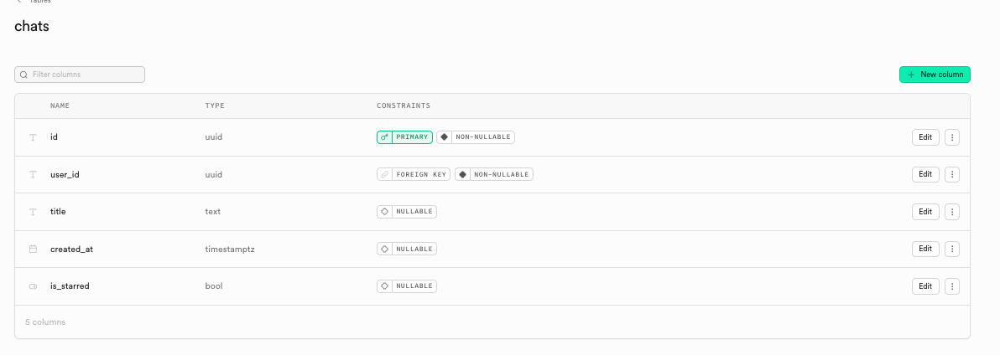 Tables
chats
Filter columns
New column
NAME TYPE CONSTRAINTS
id uuid PRIMARY NON-NULLABLE Edit
user_id uuid FOREIGN KEY NON-NULLABLE Edit
title text NULLABLE Edit
created_at timestamptz NULLABLE Edit
is_starred bool NULLABLE Edit
5 columns